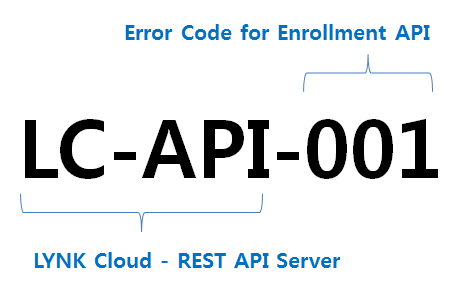 Error Code for Enrollment API
LC-API-001
LYNK Cloud - REST API Server